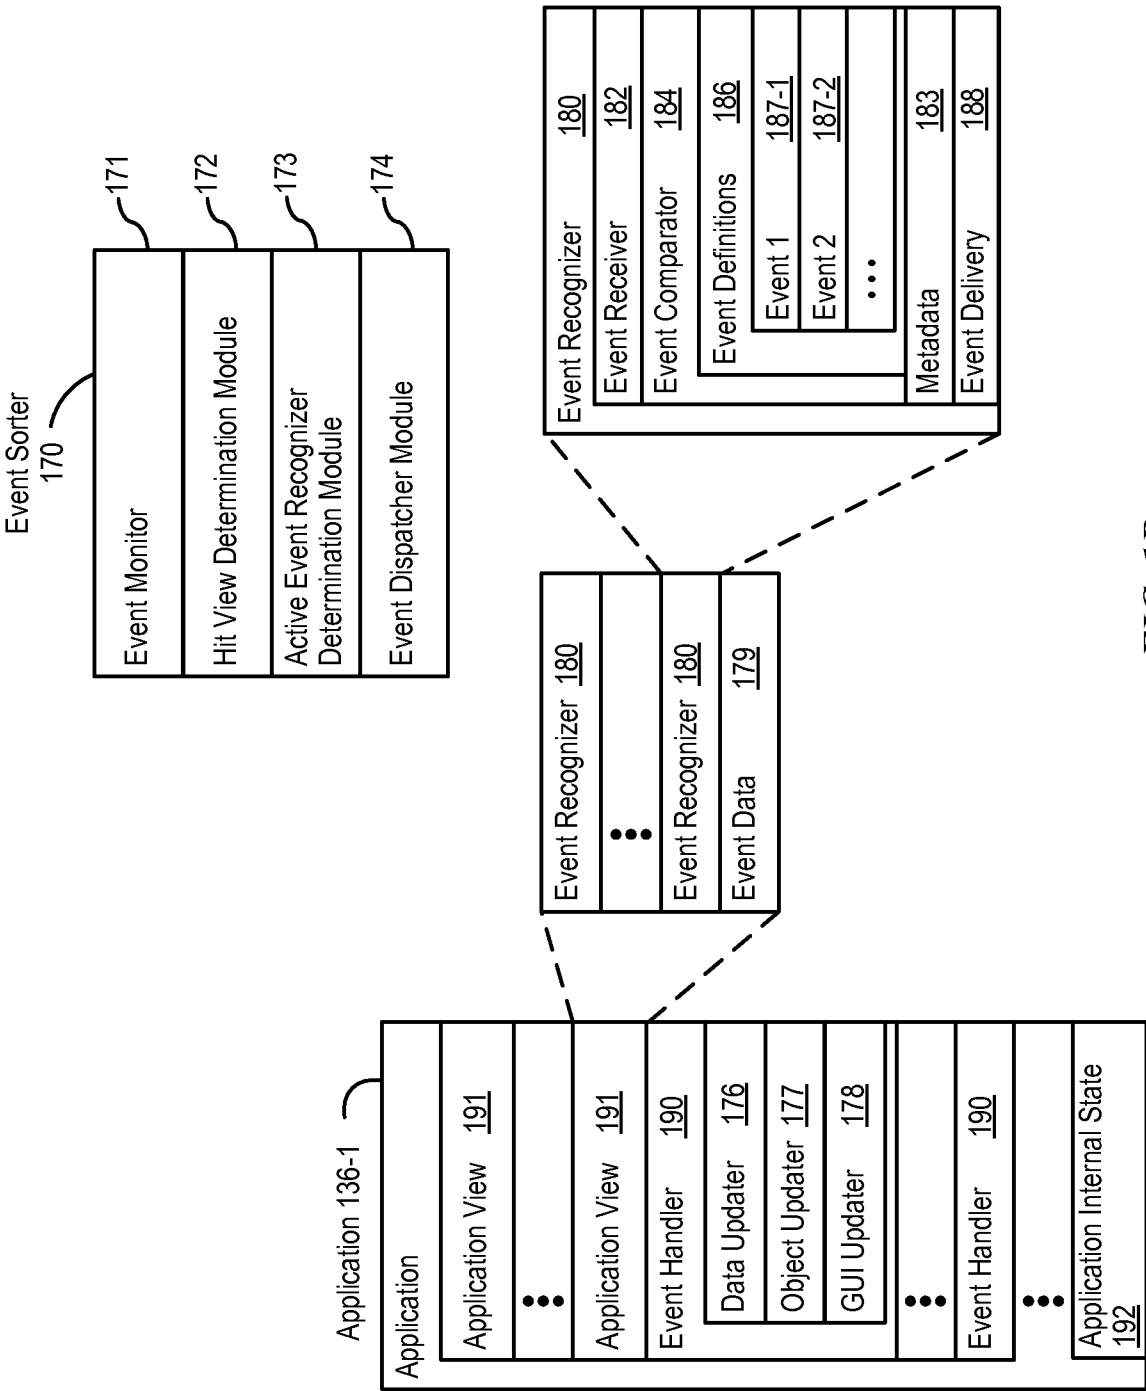 Event Sorter
170
Event Monitor
171
Hit View Determination Module
172
Active Event Recognizer
Determination Module
173
Event Dispatcher Module
174
Application 136-1
Application
Application View 191
Application View 191
Event Handler 190
Data Updater 176
Object Updater 177
GUI Updater 178
Event Handler 190
Application Internal State
192
Event Recognizer 180
Event Recognizer 180
Event Data 179
Event Recognizer 180
Event Receiver 182
Event Comparator 184
Event Definitions 186
Event 1 187-1
Event 2 187-2
Metadata 183
Event Delivery 188